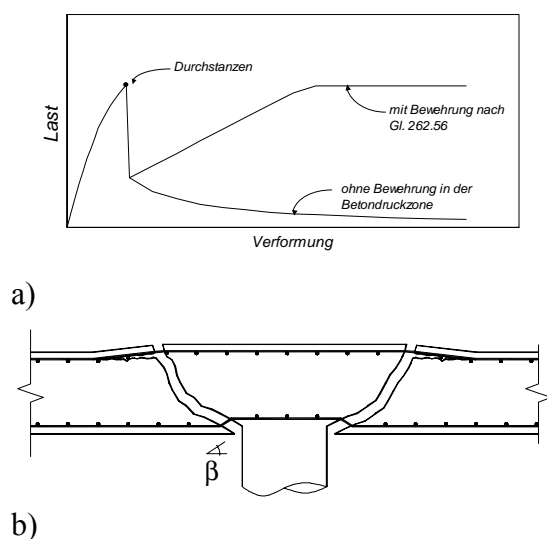 Durchstanzen
Last
mit Bewehrung nach
Gl. 262.56
ohne Bewehrung in der
Betondruckzone
Verformung
a)
β
b)